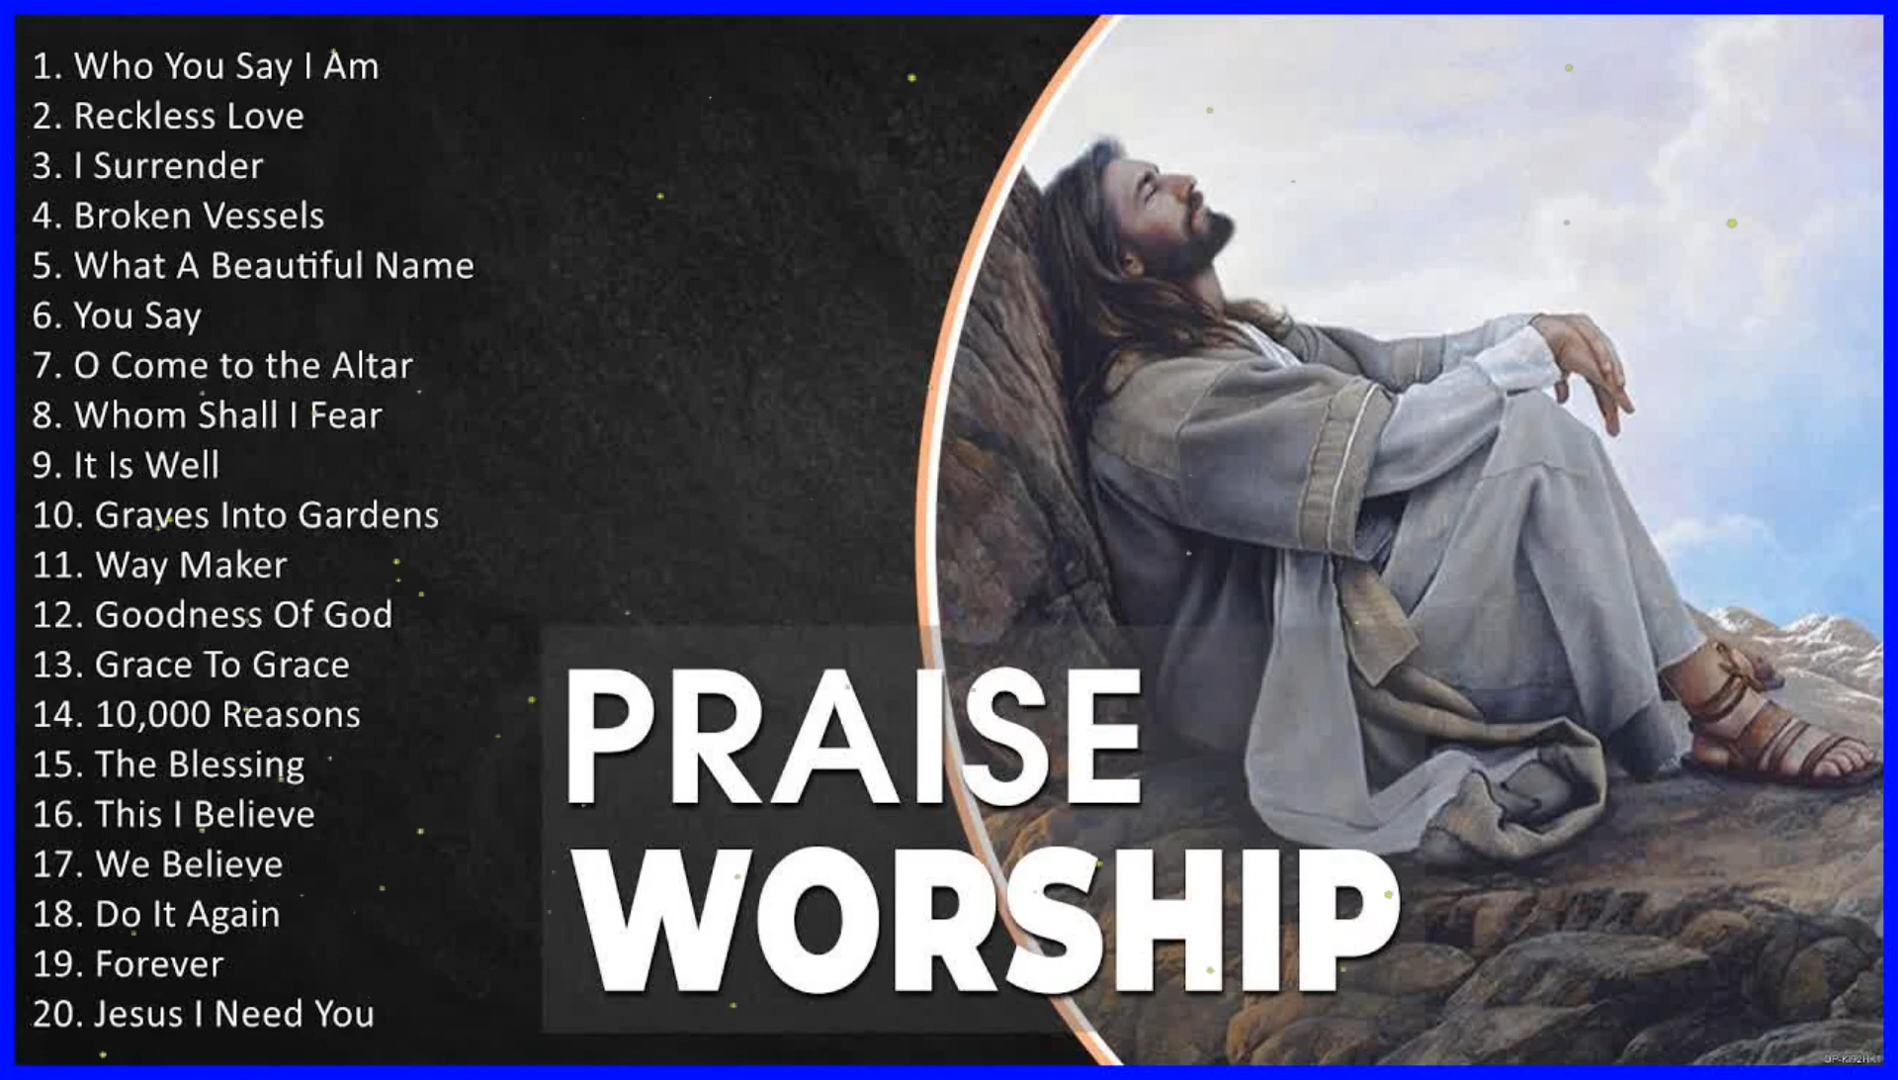 1. Who You Say I Am
2. Reckless Love
3. I Surrender
4. Broken Vessels
5. What A Beautiful Name
6. You Say
7. O Come to the Altar
8. Whom Shall I Fear
9. It Is Well
10. Graves Into Gardens
11. Way Maker
12. Goodness Of God
13. Grace To Grace
14. 10,000 Reasons
15. The Blessing
16. This I Believe
17. We Believe
18. Do It Again
19. Forever
20. Jesus I Need You
PRAISE
WORSHIP